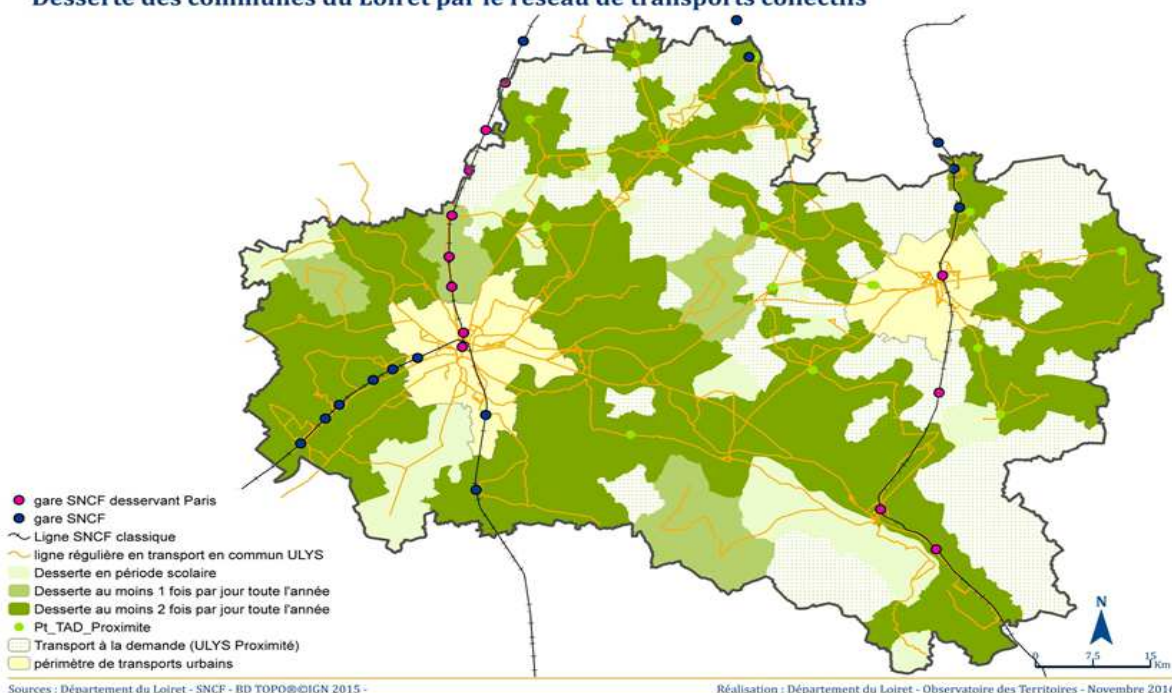 Desserte des communes du Loiret par le réseau de transports collectifs
gare SNCF desservant Paris
gare SNCF
Ligne SNCF classique
ligne régulière en transport en commun ULYS
Desserte en période scolaire
Desserte au moins 1 fois par jour toute l'année
Desserte au moins 2 fois par jour toute l'année
Pt_TAD_Proximite
Transport à la demande (ULYS Proximité)
périmètre de transports urbains
N
0 7,5 15
Km
Sources : Département du Loiret - SNCF - BD TOPO®©IGN 2015 -
Réalisation : Département du Loiret - Observatoire des Territoires - Novembre 2016